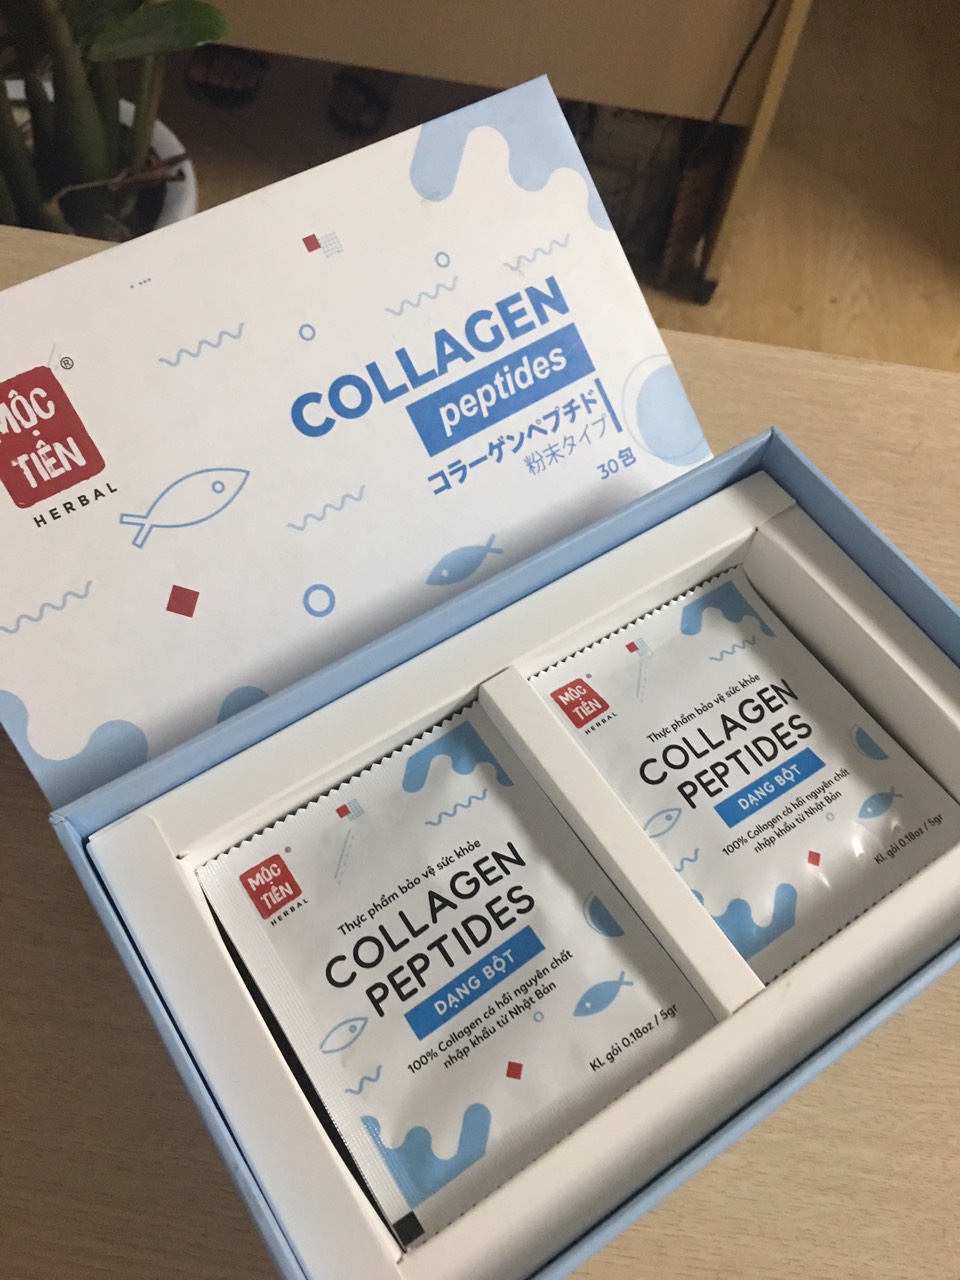 MỘC
TIÊN
®
HERBAL
COLLAGEN
peptides
コラーゲンペプチド
粉末タイプ
30包
MỘC
TIÊN
HERBAL
Thực phẩm bảo vệ sức khỏe
COLLAGEN
PEPTIDES
DẠNG BỘT
100% Collagen cá hồi nguyên chất
nhập khẩu từ Nhật Bản
KL gói 0.18oz / 5gr
MỘC
TIÊN
HERBAL
Thực phẩm bảo vệ sức khỏe
COLLAGEN
PEPTIDES
DẠNG BỘT
100% Collagen cá hồi nguyên chất
nhập khẩu từ Nhật Bản
KL gói 0.18oz / 5gr